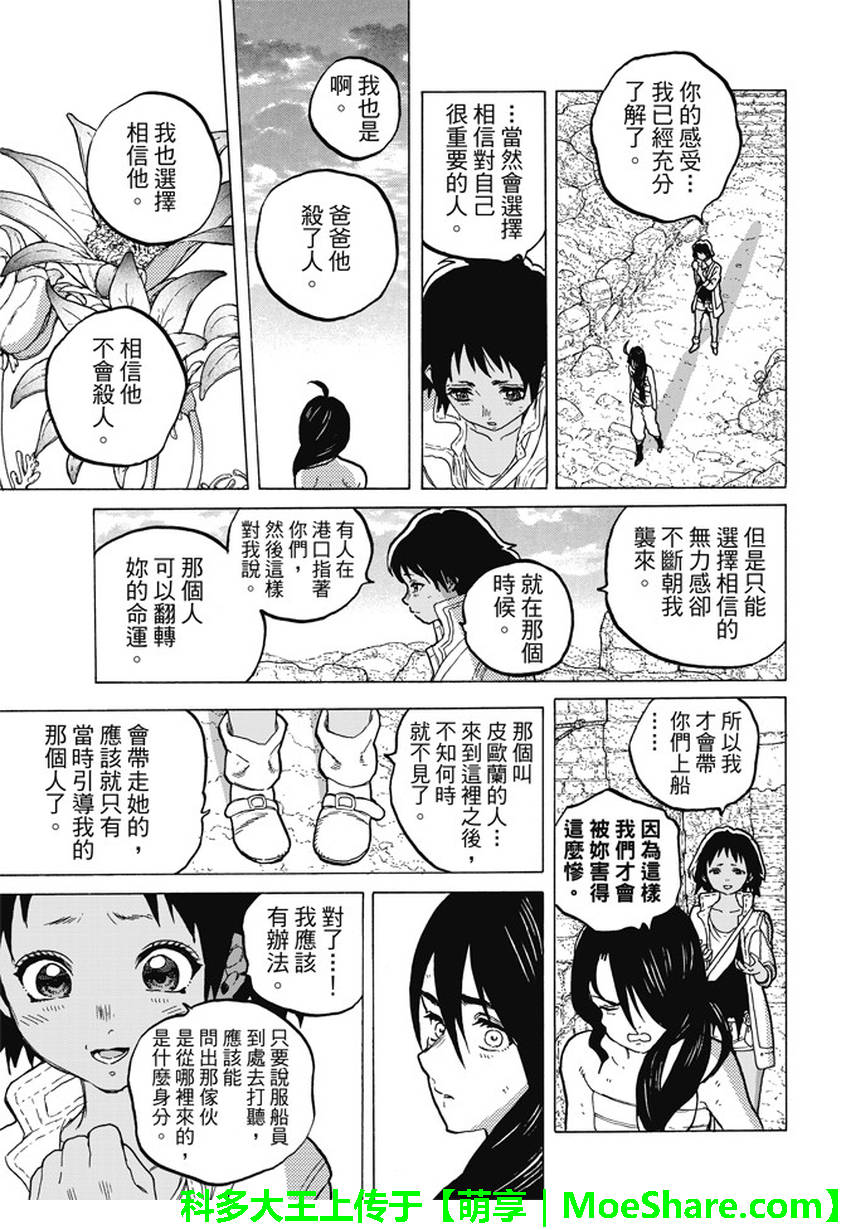 你的感受…
我已經充分
了解了。
…當然會選擇
相信對自己
很重要的人。
我也是
啊。
爸爸他
殺了人。
我也選擇
相信他。
相信他
不會殺人。
但是只能
選擇相信的
無力感卻
不斷朝我
襲來。
就在那個
時候。
有人在
港口指著
你們，
然後這樣
對我說。
那個人
可以翻轉
妳的命運。
所以我
才會帶
你們上船
……
因為這樣
我們才會
被妳害得
這麼慘。
那個叫
皮歐蘭的人…
來到這裡之後，
不知何時
就不見了。
會帶走她的，
應該就只有
當時引導我的
那個人了。
對了…！
我應該
有辦法。
只要說服船員
到處去打聽，
應該能
問出那傢伙
是從哪裡來的，
是什麼身分。
科多大王上传于【萌享｜MoeShare.com】